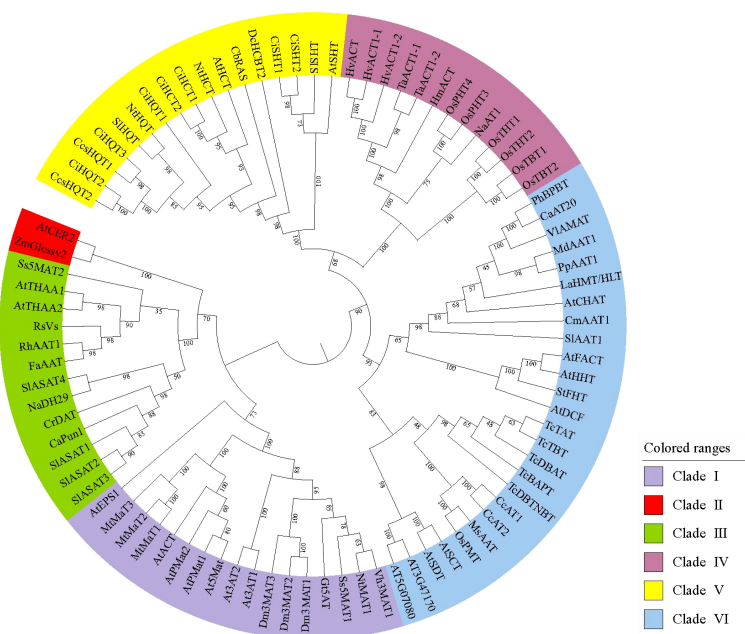 CcsHQT2
CiHQT2
CcsHQT1
CiHQT3
SlHQT
NtHQT
CiHQT1
CiHCT2
CiHCT1
NtHCT
AtHCT
CbRAS
DcHCBT2
CiSHT1
CiSHT2
SlSHT
AtSHT
HvACT
HvACT1-1
HvACT1-2
TaACT1-1
TaACT1-2
HmACT
OsPHT4
OsPHT3
NaAT1
OsTHT1
OsTHT2
OsTBT1
OsTBT2
PhBPBT
CaAT20
VlAMAT
MdAAT1
PpAAT1
LaHMT/HLT
AtCHAT
CmAAT1
SlAAT1
AtFACT
AtHHT
StFHT
AtDCF
TcTAT
TcTBT
TcDBAT
TcBAPT
TcDBTNBT
CcAT1
CcAT2
MsAAT
OsPMT
AtSCT
AtSDT
AT3G47170
AT5G07080
Vh3MAT1
NtMAT1
Ss5MAT1
Gt5AT
Dm3MAT1
Dm3MAT2
Dm3MAT3
At3AT1
At3AT2
At5Mat
AtPMat1
AtPMat2
AtACT
MtMaT1
MtMaT2
MtMaT3
AtEPS1
SlASAT3
SlASAT2
SlASAT1
CaPun1
CrDAT
NaDH29
SlASAT4
FaAAT
RhAAT1
RsVs
AtTHAA2
AtTHAA1
Ss5MAT2
ZmGlossy2
AtCER2
Colored ranges
Clade I
Clade II
Clade III
Clade IV
Clade V
Clade VI